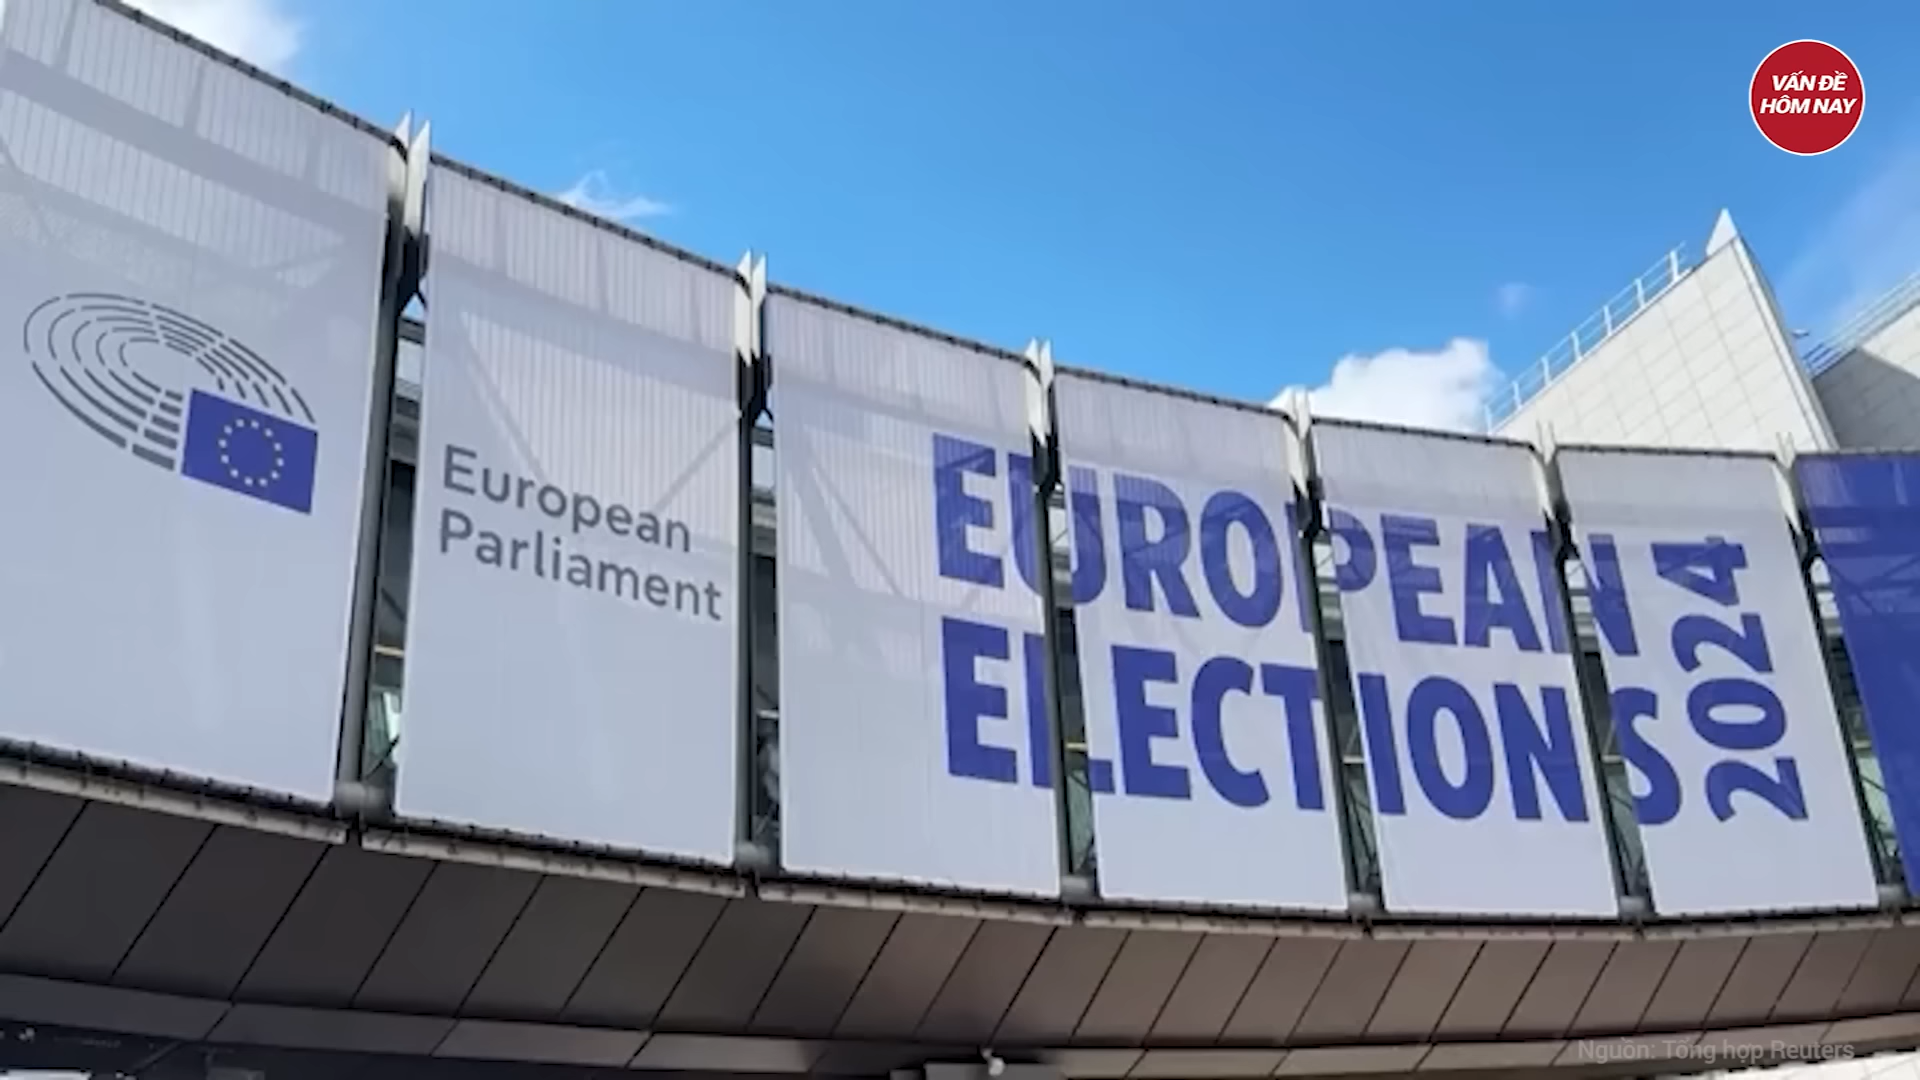 VẤN ĐỀ
HÔM NAY
European
Parliament
EUROPEAN
ELECTIONS
2024
Nguồn: Tổng hợp Reuters